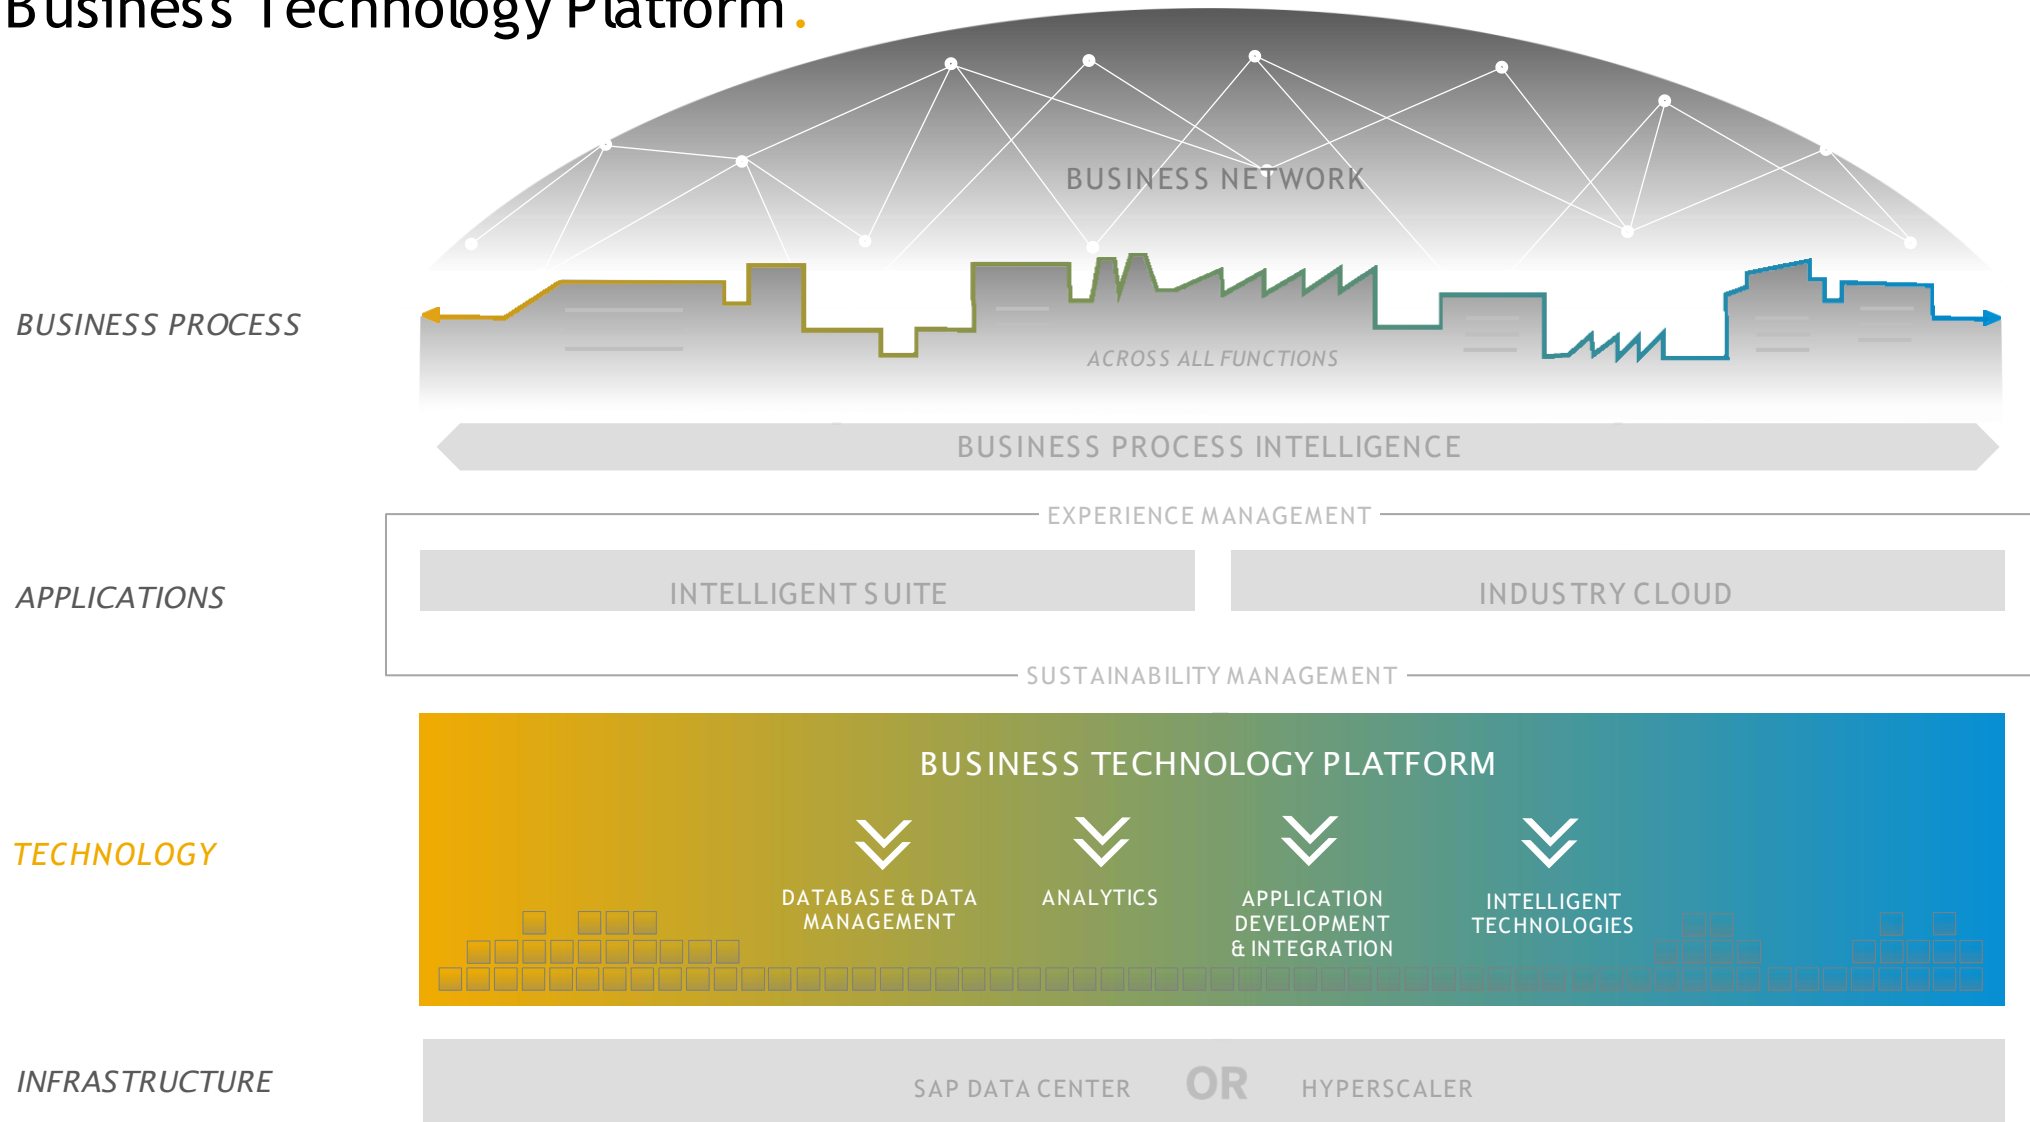 Business Technology Platform.
BUSINESS NETWORK
BUSINESS PROCESS
ACROSS ALL FUNCTIONS
BUSINESS PROCESS INTELLIGENCE
EXPERIENCE MANAGEMENT
APPLICATIONS
INTELLIGENT SUITE
INDUSTRY CLOUD
SUSTAINABILITY MANAGEMENT
TECHNOLOGY
BUSINESS TECHNOLOGY PLATFORM
DATABASE & DATA
MANAGEMENT
ANALYTICS
APPLICATION
DEVELOPMENT
& INTEGRATION
INTELLIGENT
TECHNOLOGIES
INFRASTRUCTURE
SAP DATA CENTER OR HYPERSCALER